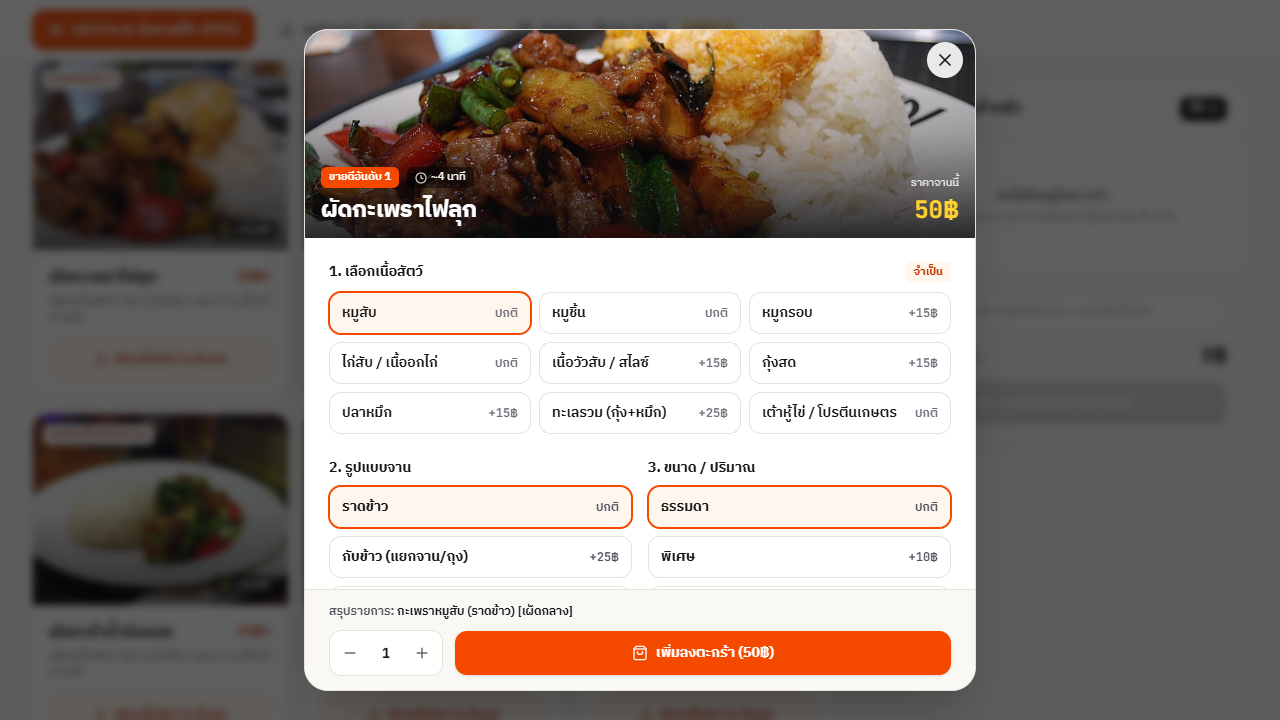 ขายดีอันดับ 1
~4 นาที
ผัดกะเพราไฟลุก
ราคาจานนี้
50฿
1. เลือกเนื้อสัตว์
จำเป็น
หมูสับ ปกติ
หมูชิ้น ปกติ
หมูกรอบ +15฿
ไก่สับ / เนื้ออกไก่ ปกติ
เนื้อวัวสับ / สไลซ์ +15฿
กุ้งสด +15฿
ปลาหมึก +15฿
ทะเลรวม (กุ้ง+หมึก) +25฿
เต้าหู้ไข่ / โปรตีนเกษตร ปกติ
2. รูปแบบจาน
ราดข้าว ปกติ
กับข้าว (แยกจาน/ถุง) +25฿
3. ขนาด / ปริมาณ
ธรรมดา ปกติ
พิเศษ +10฿
สรุปรายการ: กะเพราหมูสับ (ราดข้าว) [เผ็ดกลาง]
1
เพิ่มลงตะกร้า (50฿)